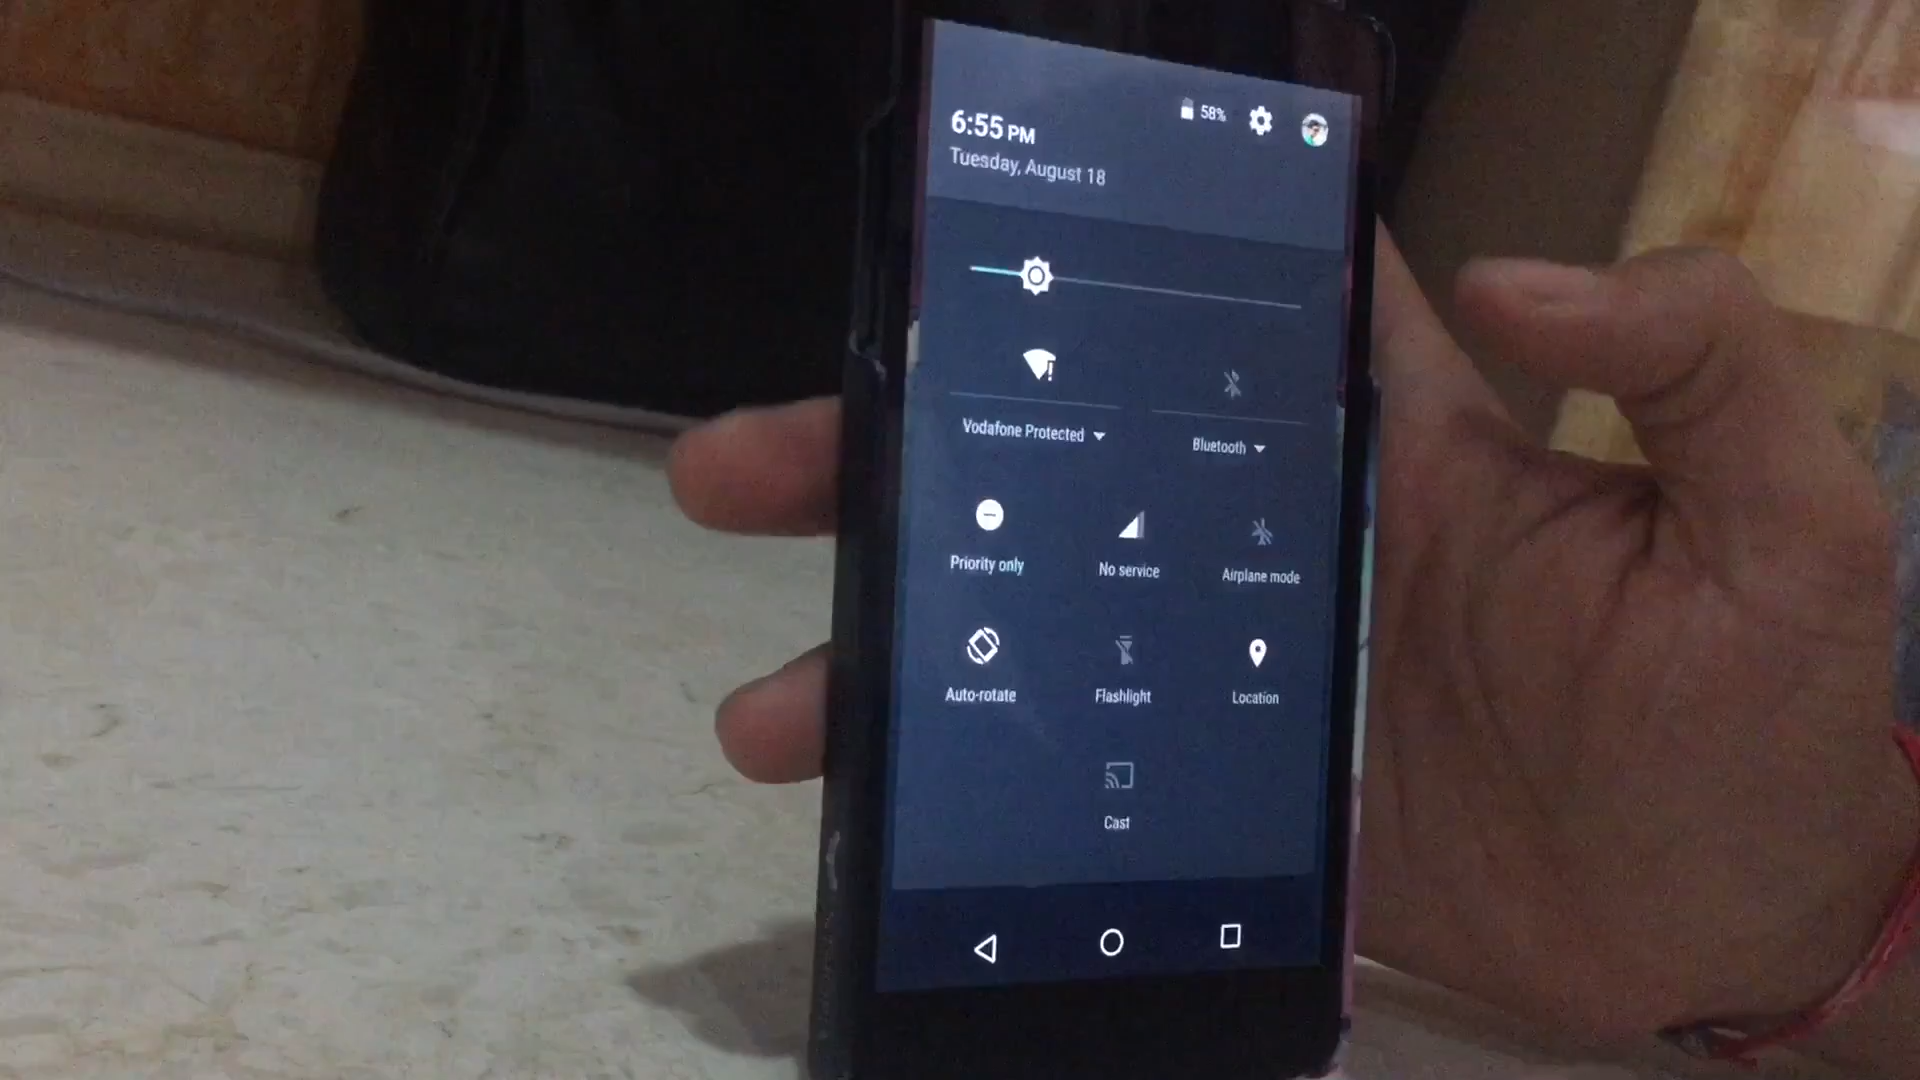 58%
6:55 PM
Tuesday, August 18
Vodafone Protected
Bluetooth
Priority only
No service
Airplane mode
Auto-rotate
Flashlight
Location
Cast